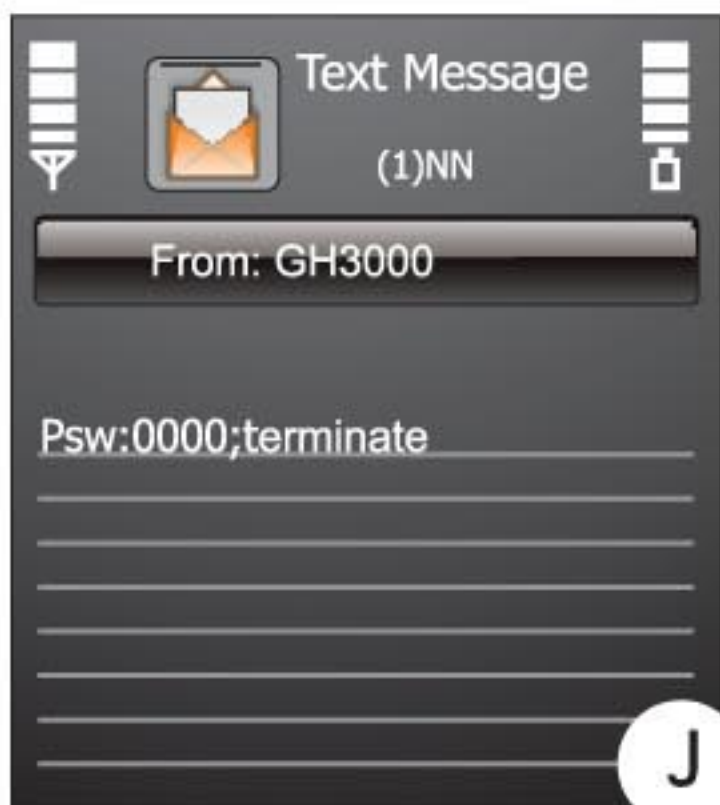 Text Message
(1)NN
From: GH3000
Psw:0000;terminate
J